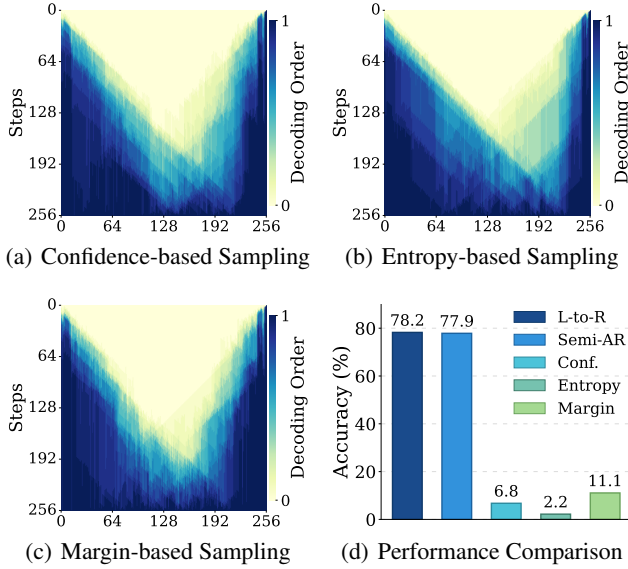 0
64
128
192
256
Steps
0 64 128 192 256
1
0
Decoding Order
(a) Confidence-based Sampling
0
64
128
192
256
Steps
0 64 128 192 256
1
0
Decoding Order
(b) Entropy-based Sampling
0
64
128
192
256
Steps
0 64 128 192 256
1
0
Decoding Order
(c) Margin-based Sampling
80
60
40
20
0
Accuracy (%)
78.2
77.9
6.8
2.2
11.1
L-to-R
Semi-AR
Conf.
Entropy
Margin
(d) Performance Comparison